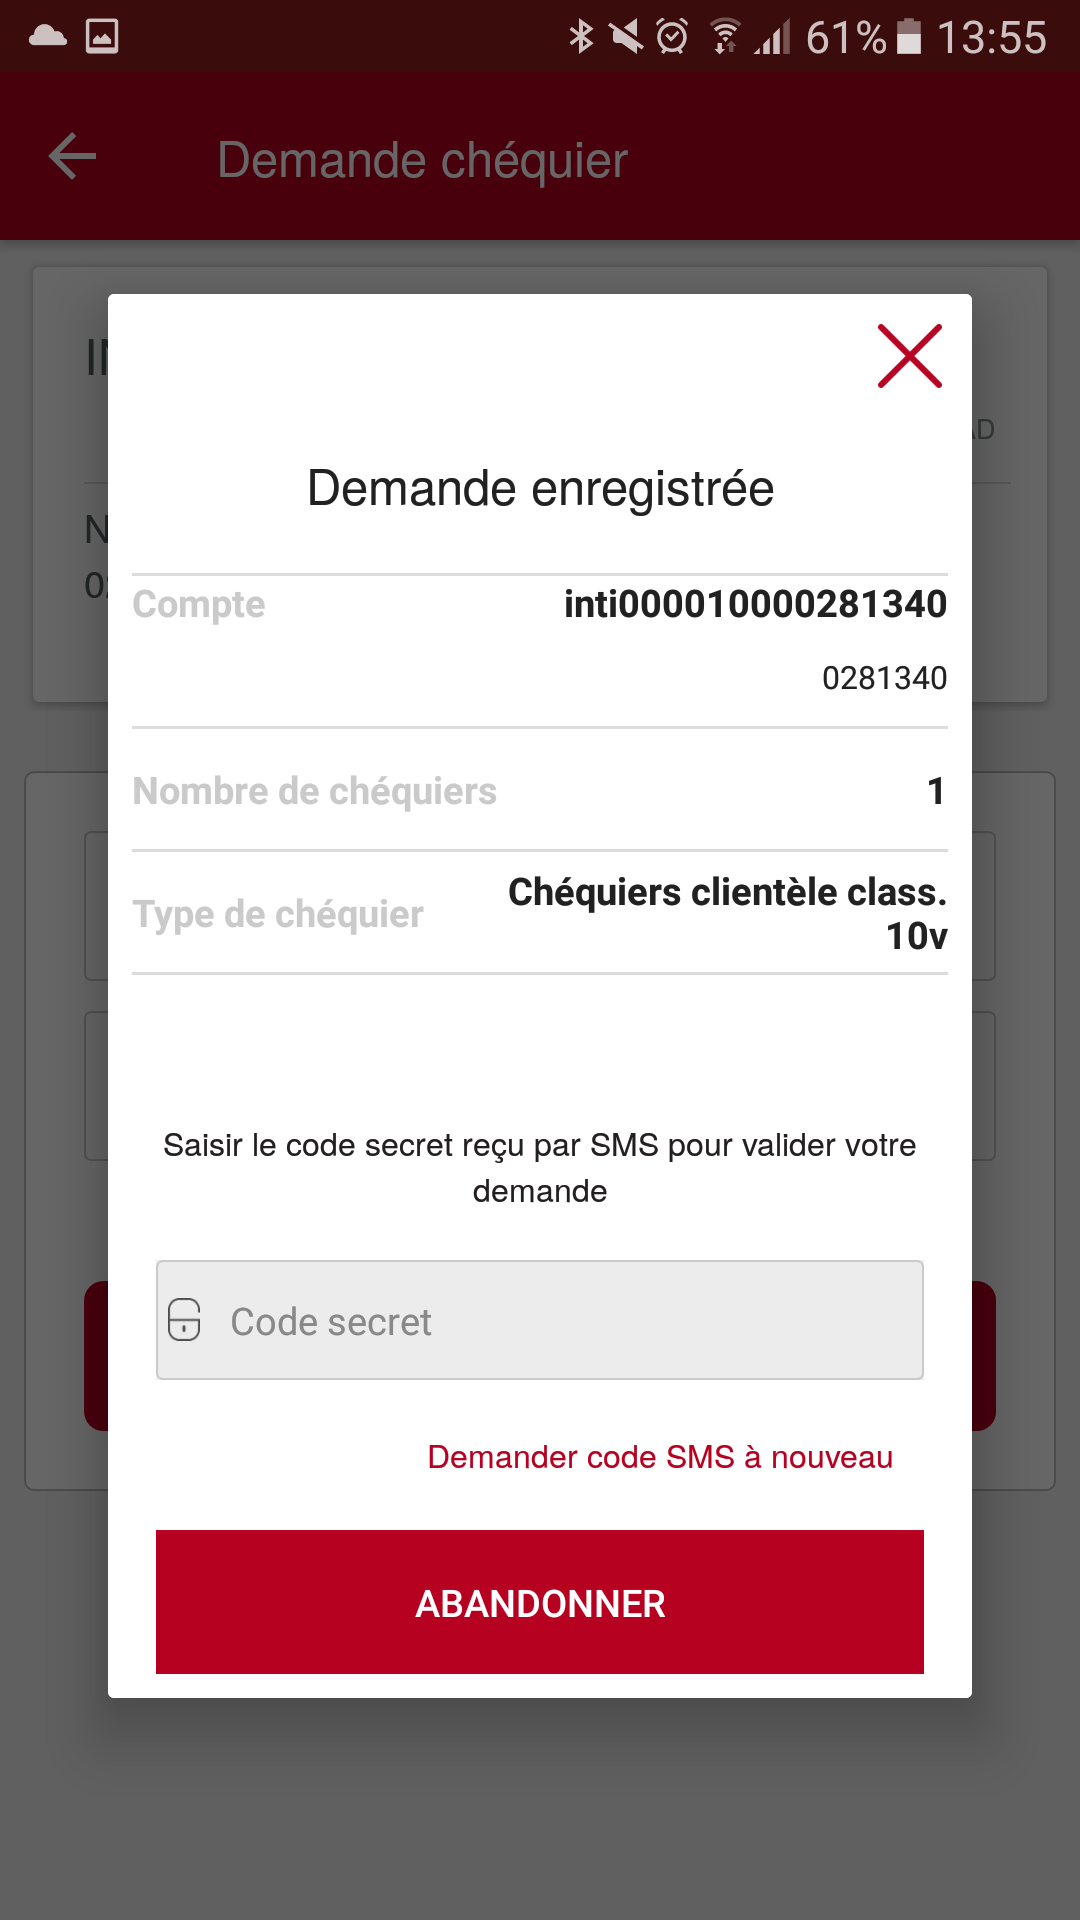 61% 13:55
Demande chéquier
Demande enregistrée
Compte inti000010000281340
0281340
Nombre de chéquiers 1
Type de chéquier Chéquiers clientèle class.
10v
Saisir le code secret reçu par SMS pour valider votre
demande
Code secret
Demander code SMS à nouveau
ABANDONNER